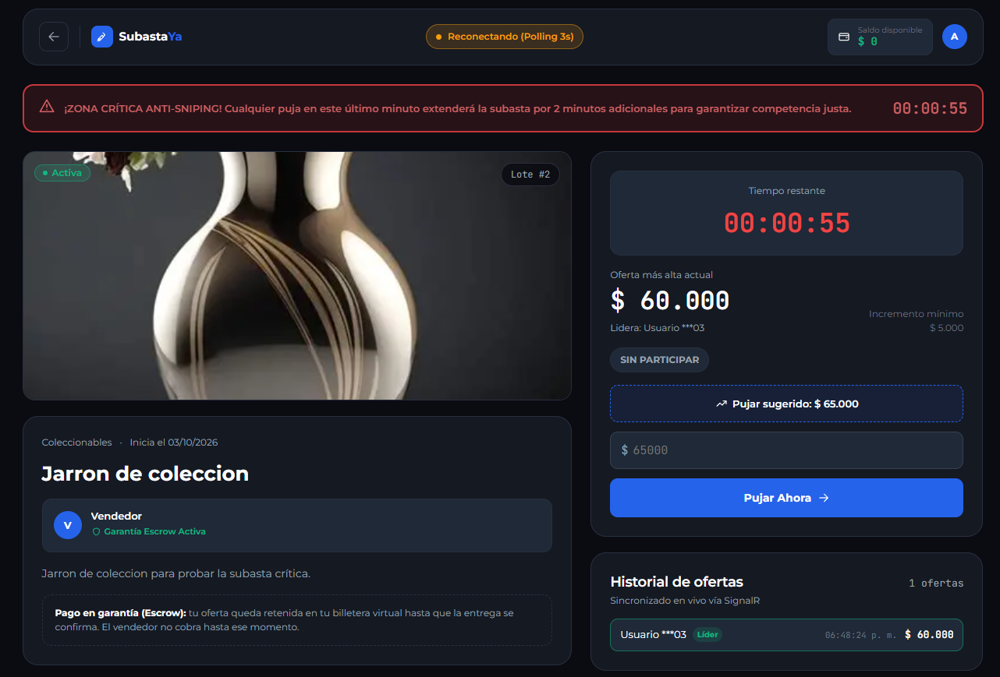 SubastaYa
Reconectando (Polling 3s)
Saldo disponible
$ 0
A
¡ZONA CRÍTICA ANTI-SNIPING! Cualquier puja en este último minuto extenderá la subasta por 2 minutos adicionales para garantizar competencia justa.
00:00:55
Activa
Lote #2
Coleccionables · Inicia el 03/10/2026
Jarron de coleccion
V
Vendedor
Garantía Escrow Activa
Jarron de coleccion para probar la subasta crítica.
Pago en garantía (Escrow): tu oferta queda retenida en tu billetera virtual hasta que la entrega se
confirma. El vendedor no cobra hasta ese momento.
Tiempo restante
00:00:55
Oferta más alta actual
$ 60.000
Lidera: Usuario ***03
Incremento mínimo
$ 5.000
SIN PARTICIPAR
Pujar sugerido: $ 65.000
$ 65000
Pujar Ahora →
Historial de ofertas
1 ofertas
Sincronizado en vivo vía SignalR
Usuario ***03 Líder 06:48:24 p. m. $ 60.000